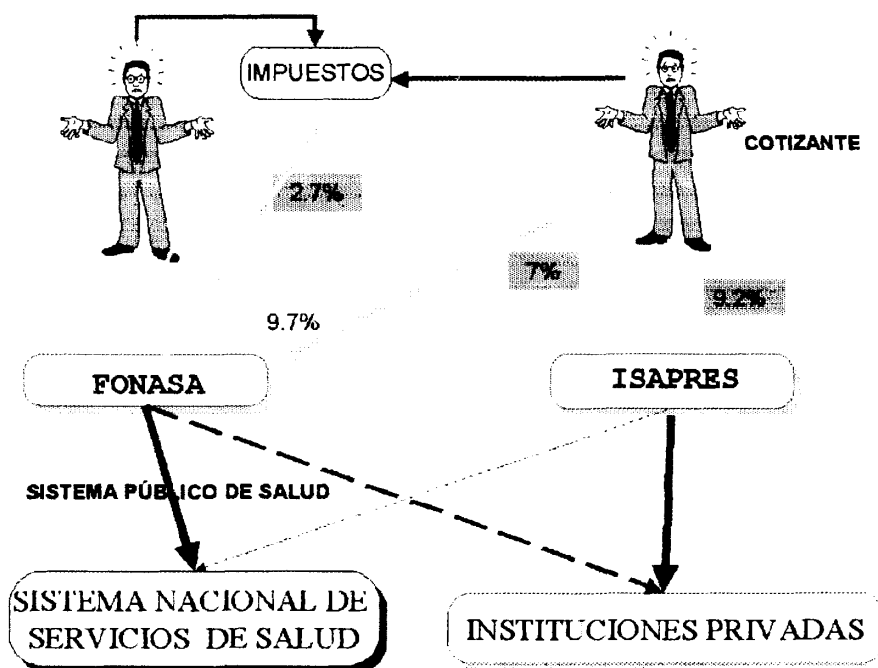 IMPUESTOS
COTIZANTE
2.7%
7%
9.2%
9.7%
FONASA
ISAPRES
SISTEMA PÚBLICO DE SALUD
SISTEMA NACIONAL DE
SERVICIOS DE SALUD
INSTITUCIONES PRIVADAS